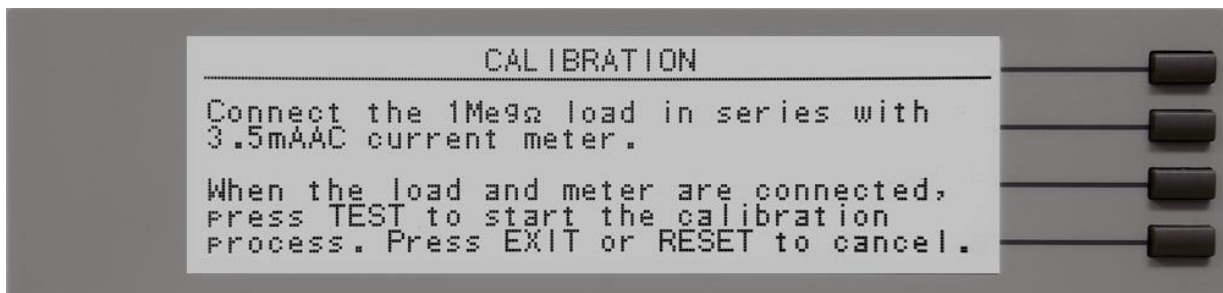 CALIBRATION
Connect the 1MegΩ load in series with
3.5mAAC current meter.
When the load and meter are connected,
press TEST to start the calibration
process. Press EXIT or RESET to cancel.